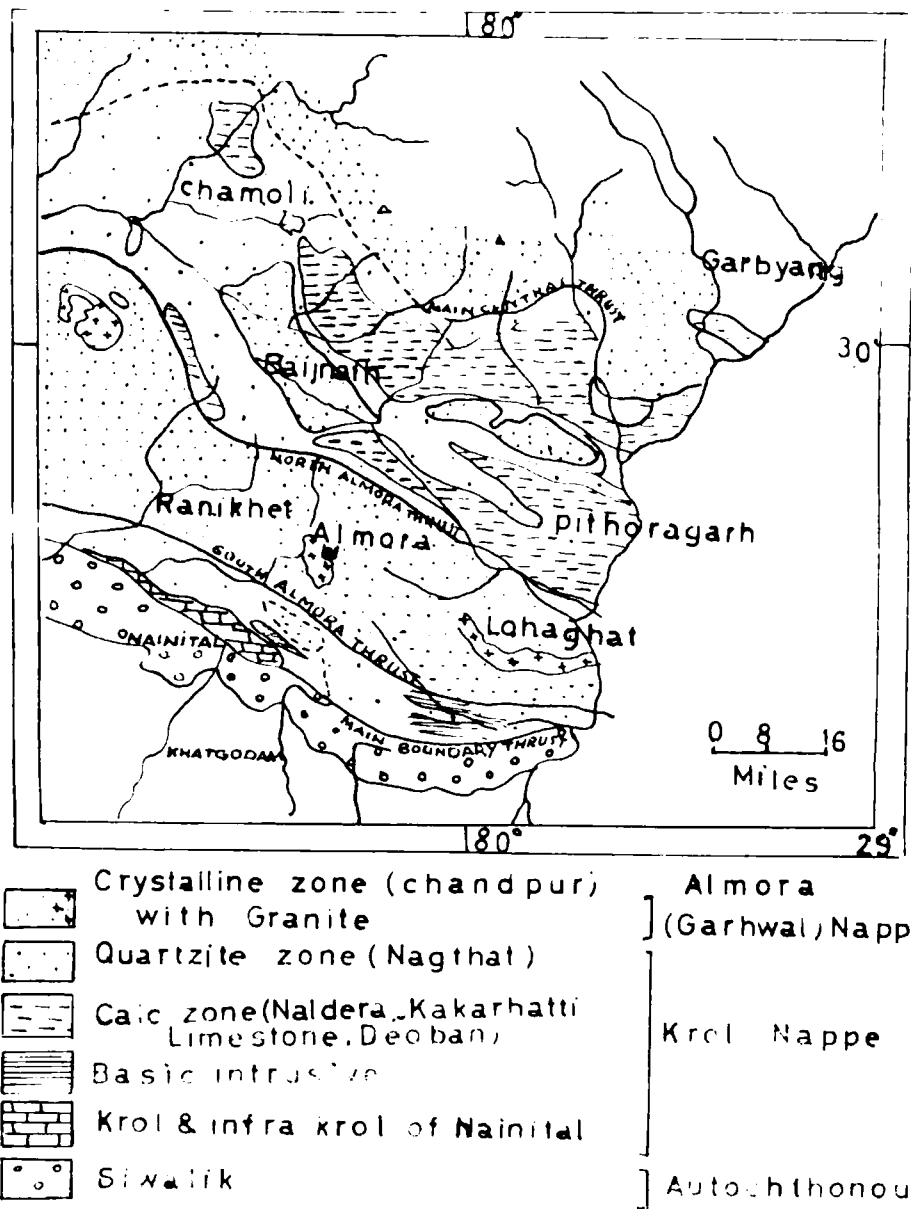 80°
chamoli
Garbyang
MAIN CENTRAL THRUST
30°
Baijnath
NORTH ALMORA THRUST
Ranikhet
Almora
pithoragarh
SOUTH ALMORA THRUST
Lohaghat
NAINITAL
MAIN BOUNDARY THRUST
KHATGODAM
0 8 16
Miles
80°
29°
Crystalline zone (chandpur)
with Granite
Almora
(Garhwal) Napp
Quartzite zone (Nagthat)
Calc zone (Naldera, Kakarhatti
Limestone, Deoban)
Krol Nappe
Basic intrusive
Krol & infra krol of Nainital
Siwalik
Autochthonou